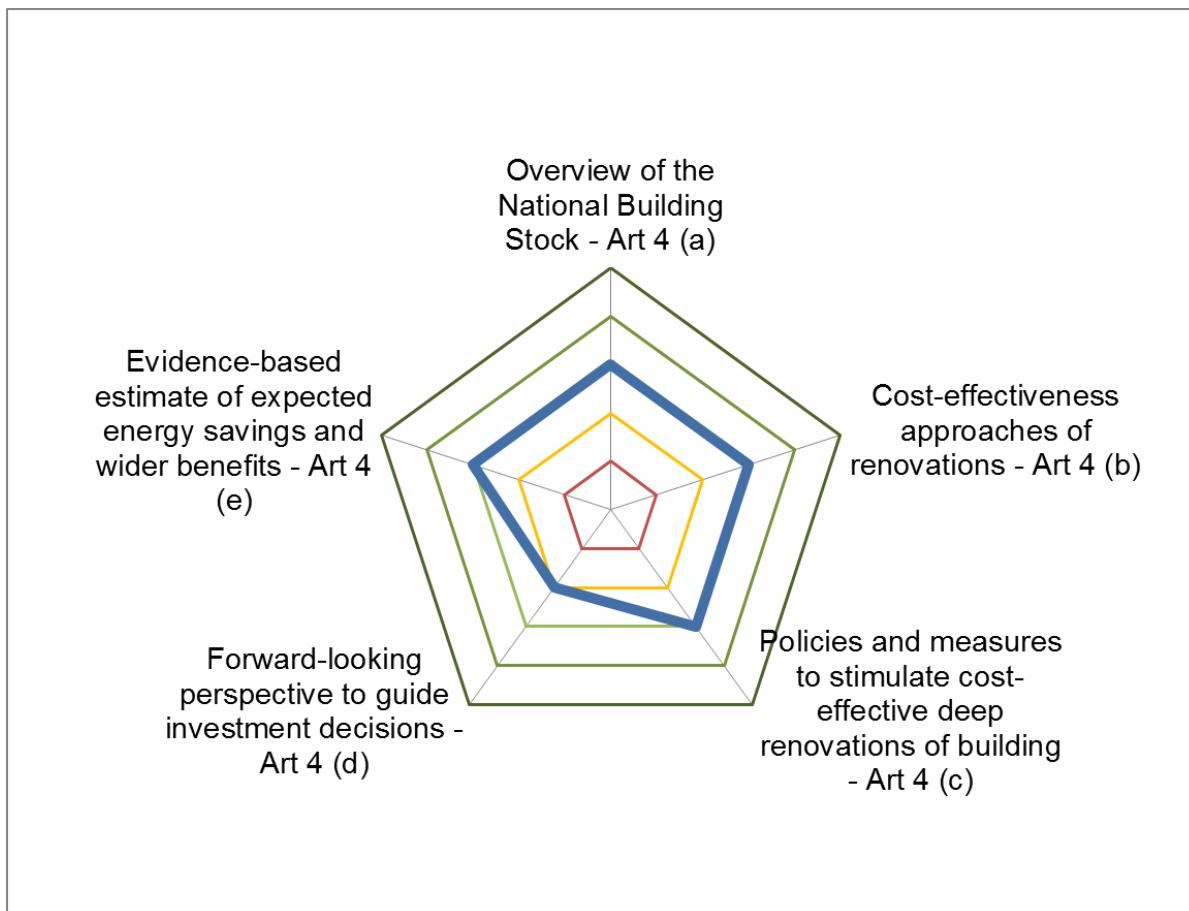 Overview of the
National Building
Stock - Art 4 (a)
Cost-effectiveness
approaches of
renovations - Art 4 (b)
Policies and measures
to stimulate cost-
effective deep
renovations of building
- Art 4 (c)
Forward-looking
perspective to guide
investment decisions -
Art 4 (d)
Evidence-based
estimate of expected
energy savings and
wider benefits - Art 4
(e)